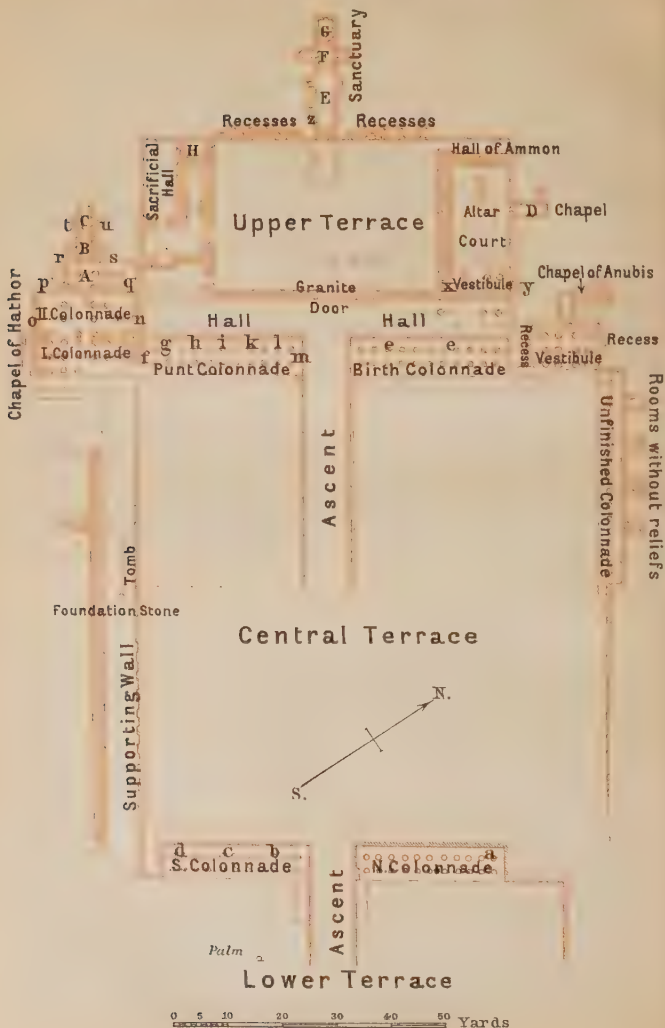 G
F
Sanctuary
E
Recesses z Recesses
H
Hall of Ammon
Sacrificial
Hall
t C u
Upper Terrace
Altar
D Chapel
B
r s
Court
A
p q
Chapel of Anubis
Granite
x Vestibule y
o II.Colonnade n
Door
Hall Hall
Chapel of Hathor
I.Colonnade f g h i k l m
e e
Recess
Recess
Punt Colonnade
Birth Colonnade
Vestibule
Ascent
Unfinished Colonnade
Rooms without reliefs
Tomb
Foundation Stone
Central Terrace
Supporting Wall
N.
S.
d c b
a
S.Colonnade
N.Colonnade
Ascent
Palm
Lower Terrace
0 5 10 20 30 40 50 Yards